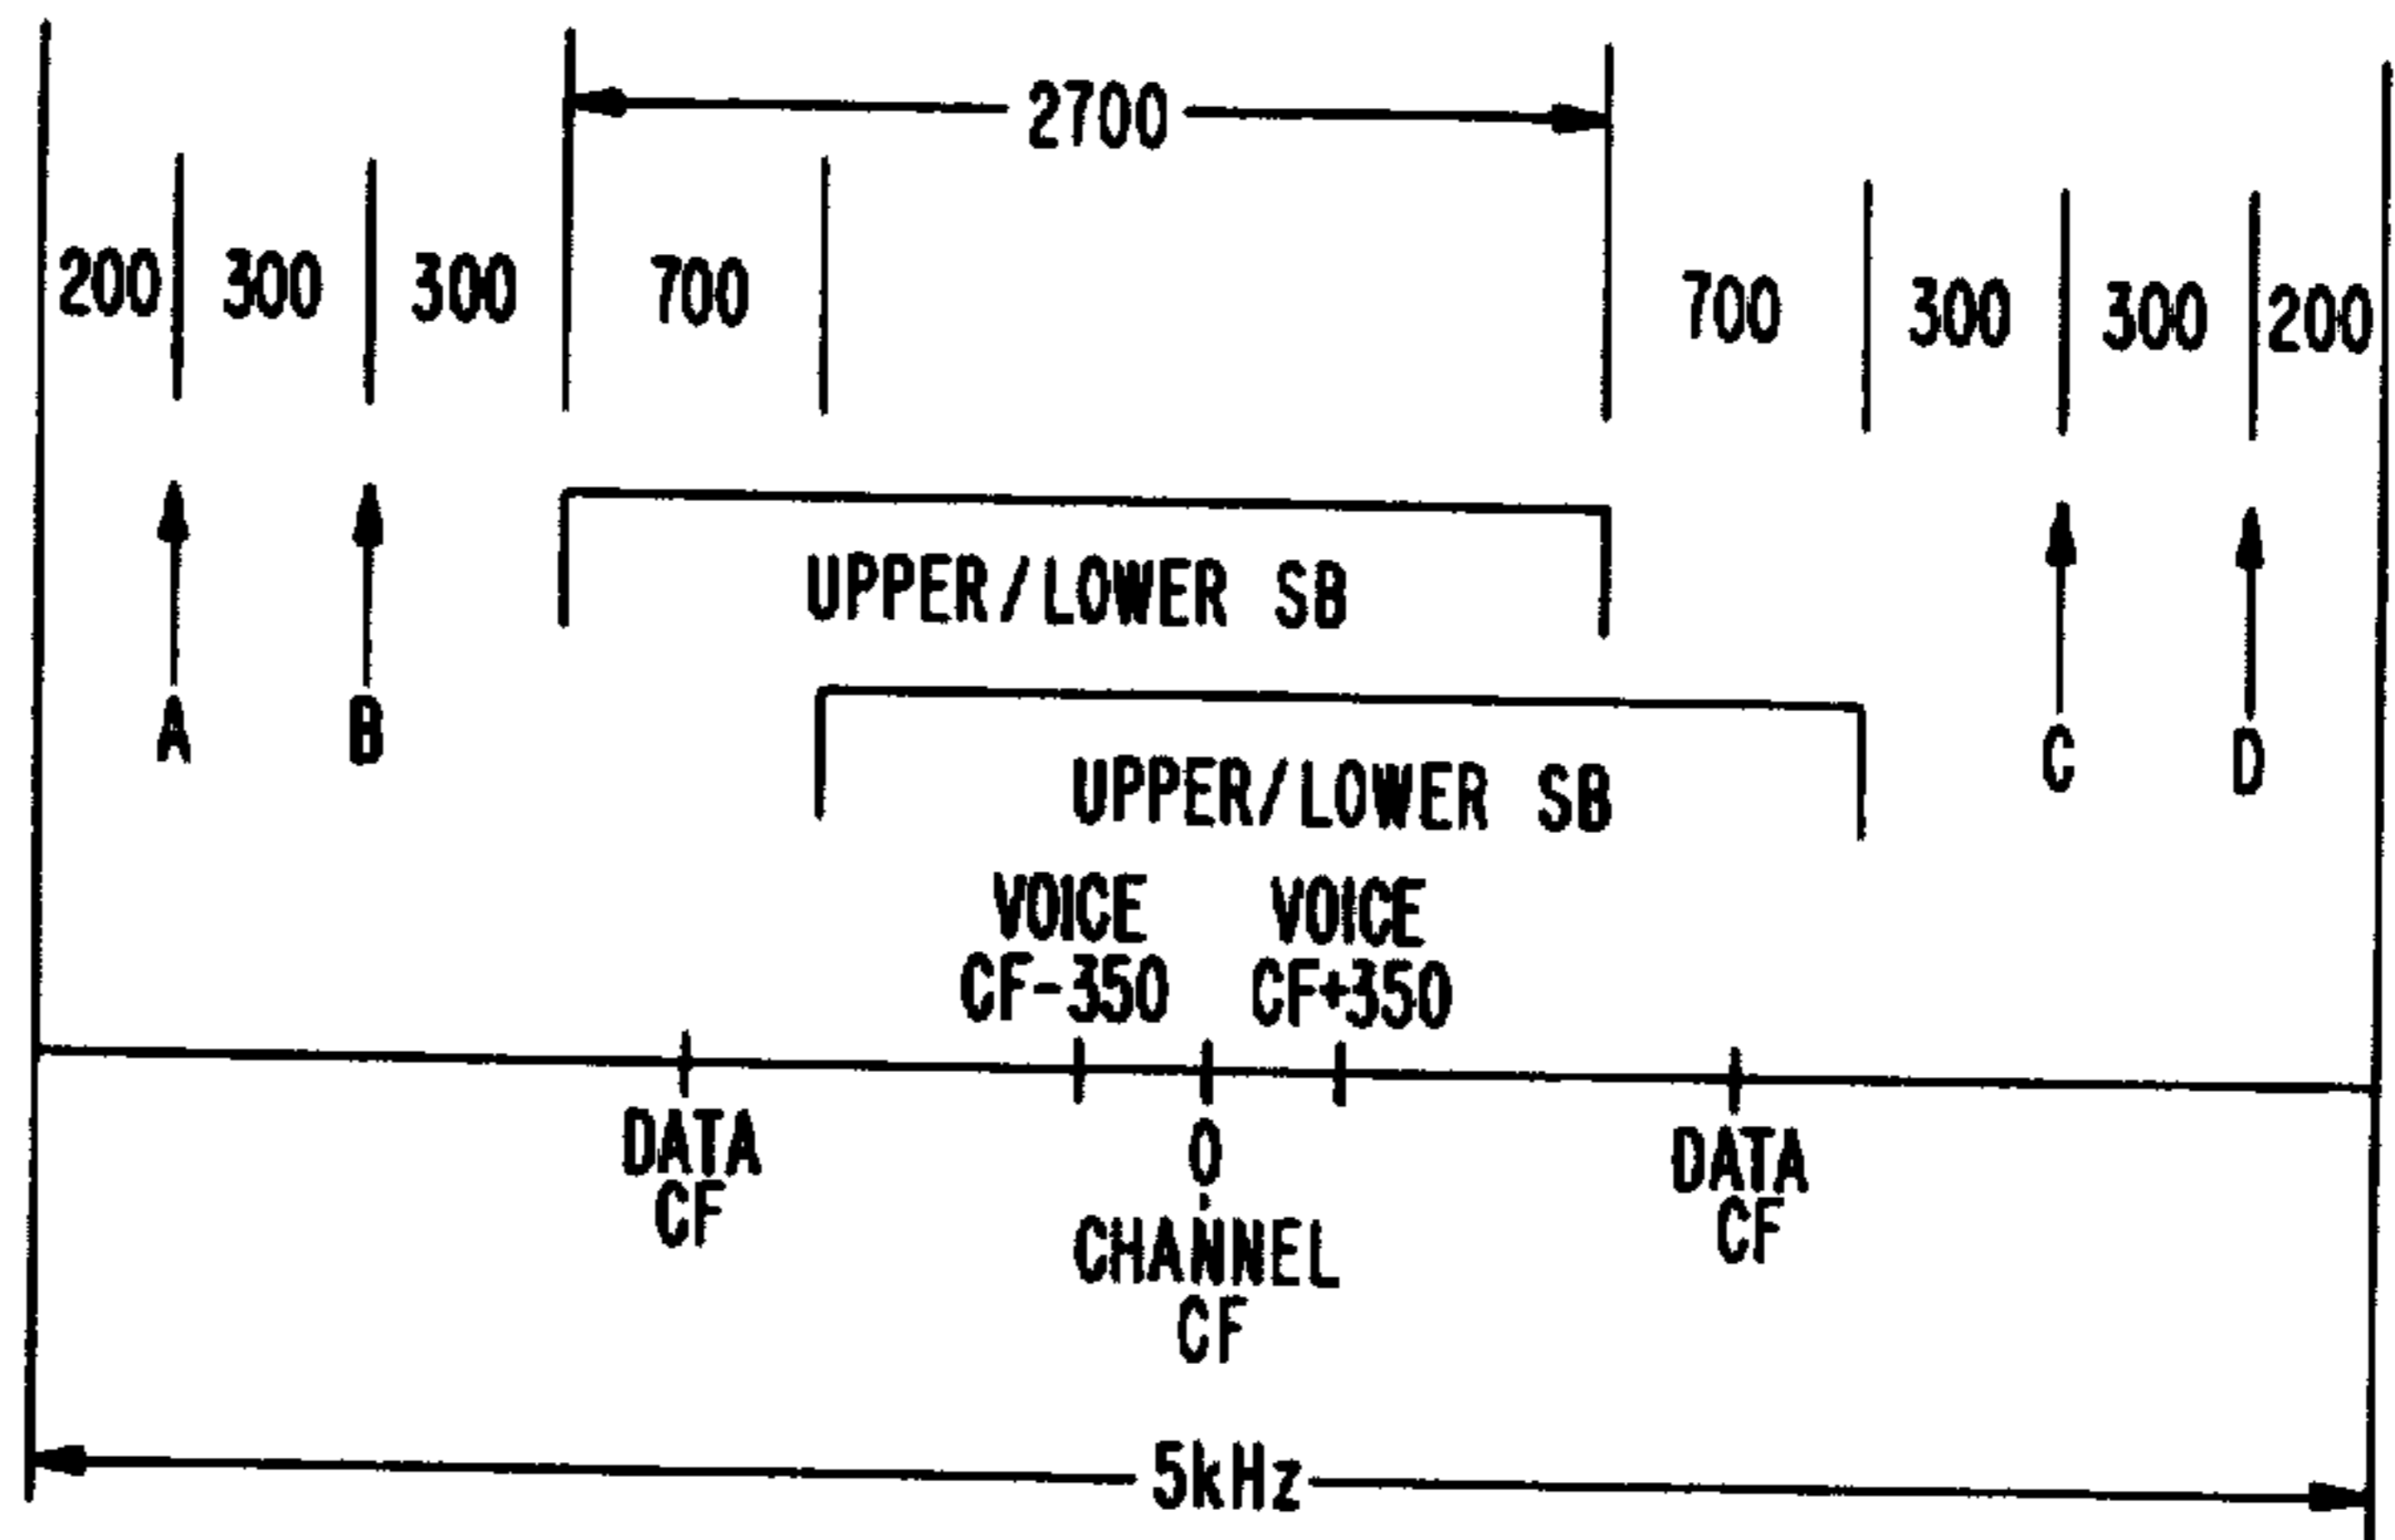 2700
200 300 300 700 700 300 300 200
UPPER/LOWER SB
A B C D
UPPER/LOWER SB
VOICE VOICE
CF-350 CF+350
DATA 0 DATA
CF CHANNEL CF
CF
5kHz